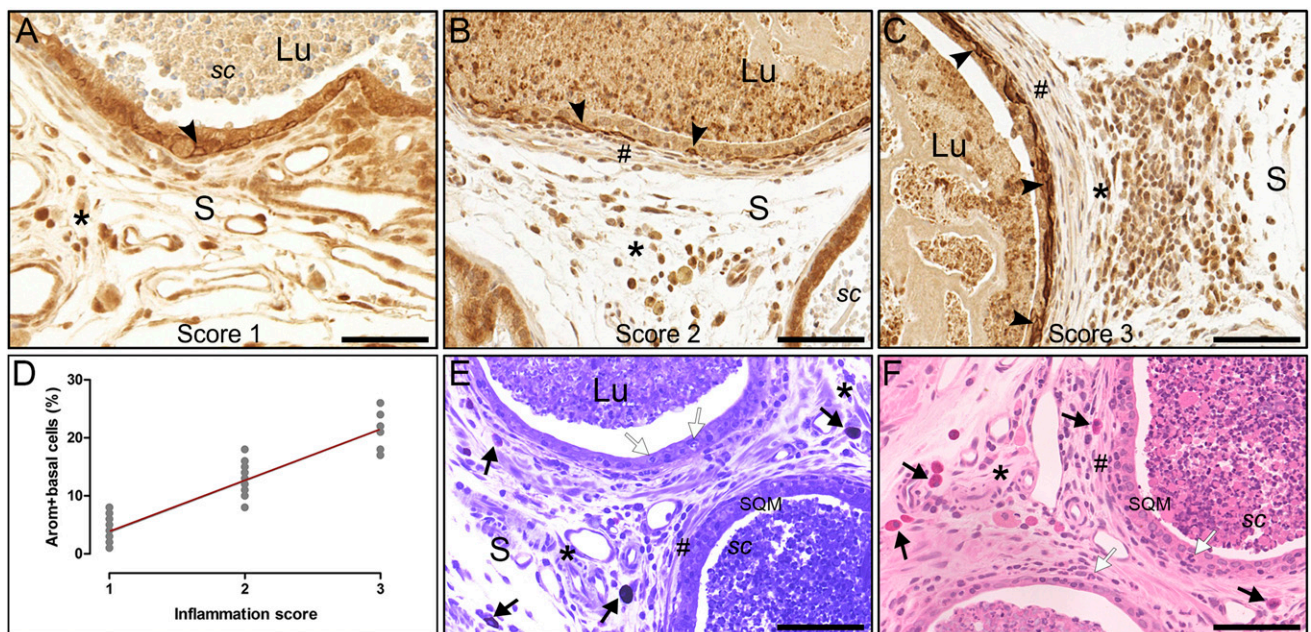 A
Lu
sc
S
*
Score 1
B
Lu
#
S
*
sc
Score 2
C
#
Lu
*
S
Score 3
D
30
20
10
0
Arom+basal cells (%)
1 2 3
Inflammation score
E
Lu
*
SQM
sc
#
*
S
F
#
*
SQM
sc